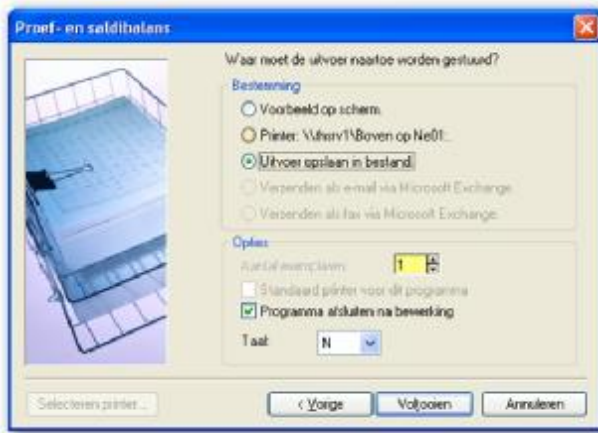 Proef- en saldibalans
Waar moet de uitvoer naartoe worden gestuurd?
Bestemming
Voorbeeld op scherm.
Printer: \\thorv1\Boven op Ne01:.
Uitvoer opslaan in bestand.
Verzenden als e-mail via Microsoft Exchange.
Verzenden als fax via Microsoft Exchange.
Opties
Aantal exemplaren: 1
Standaard printer voor dit programma
Programma afsluiten na bewerking
Taal: N
Selecteren printer... < Vorige Voltooien Annuleren